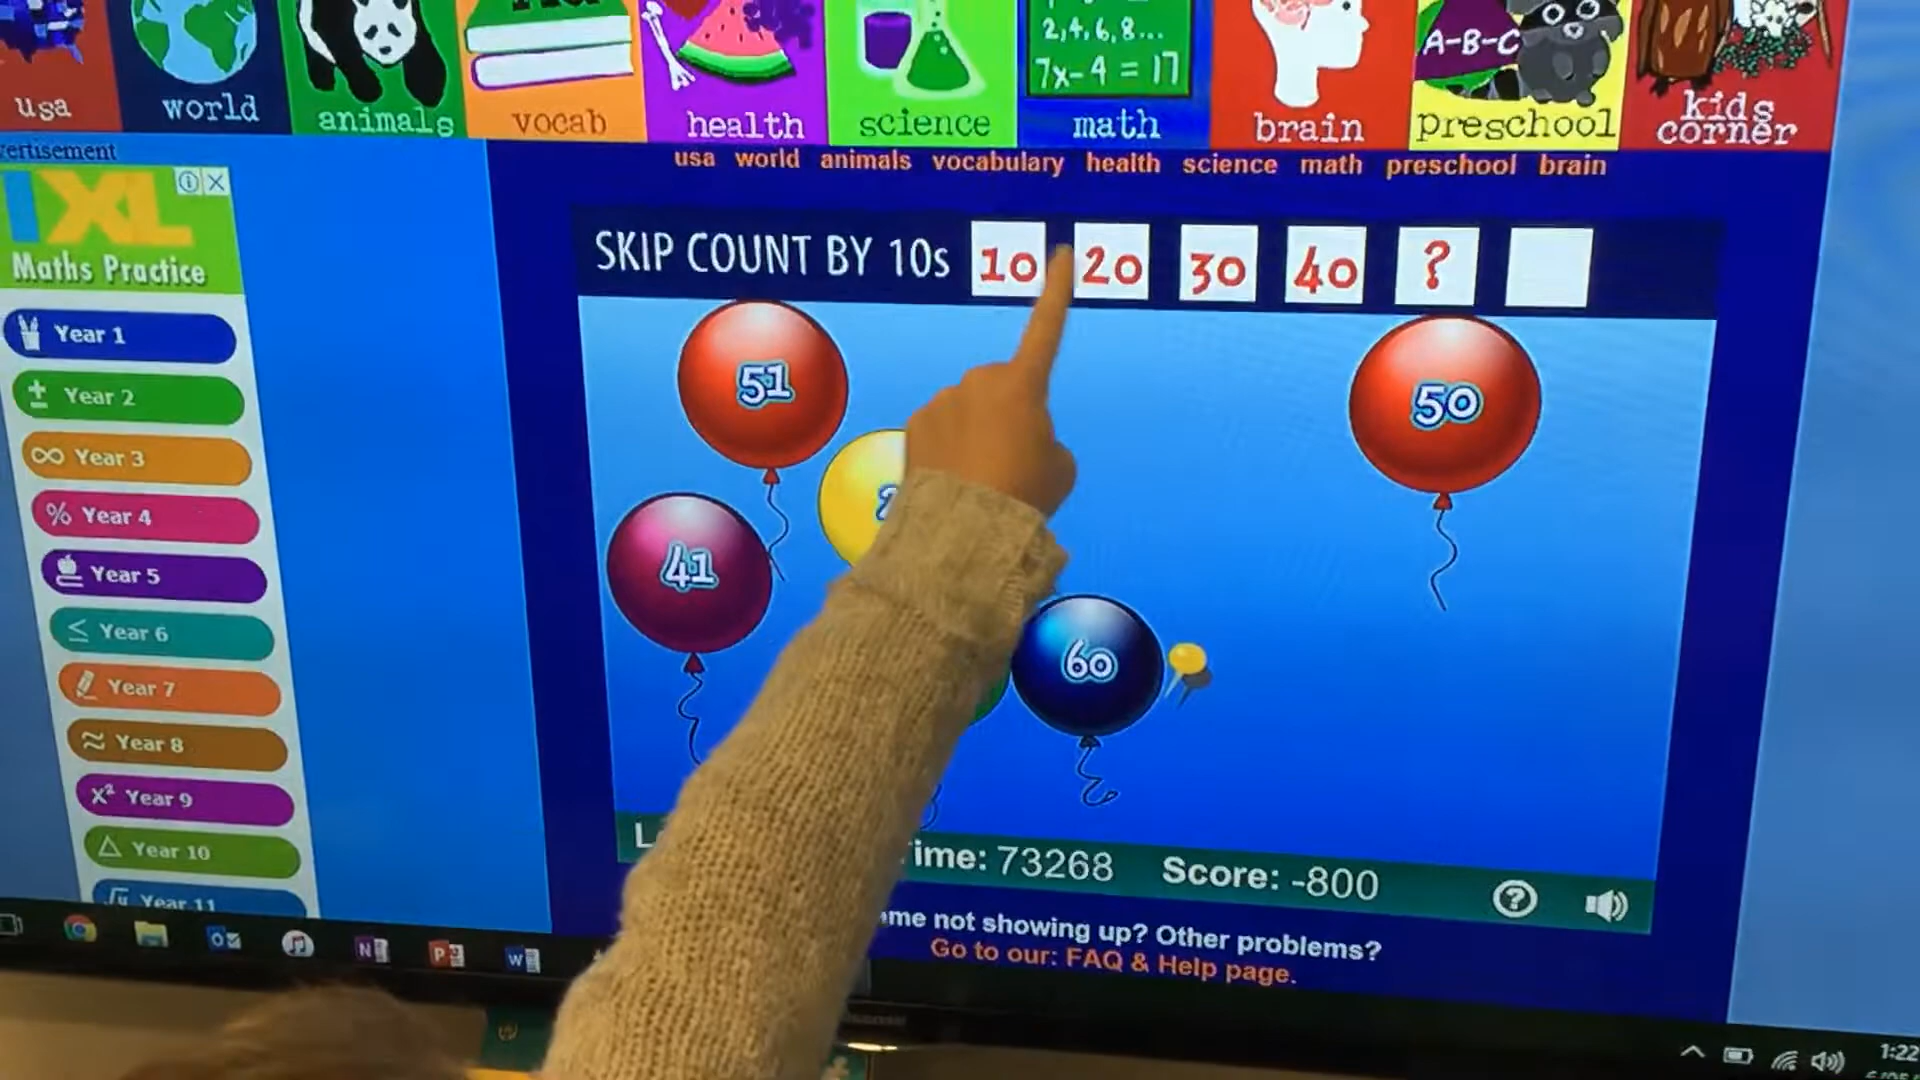 2,4,6,8...
A-B-C
7x-4=17
usa
world
animals
vocab
health
science
math
brain
preschool
kids
corner
usa world animals vocabulary health science math preschool brain
IXL
Maths Practice
Year 1
Year 2
Year 3
Year 4
Year 5
Year 6
Year 7
Year 8
Year 9
Year 10
Year 11
SKIP COUNT BY 10s 10 20 30 40 ?
51
50
41
60
Time: 73268 Score: -800
not showing up? Other problems?
Go to our: FAQ & Help page.
1:22